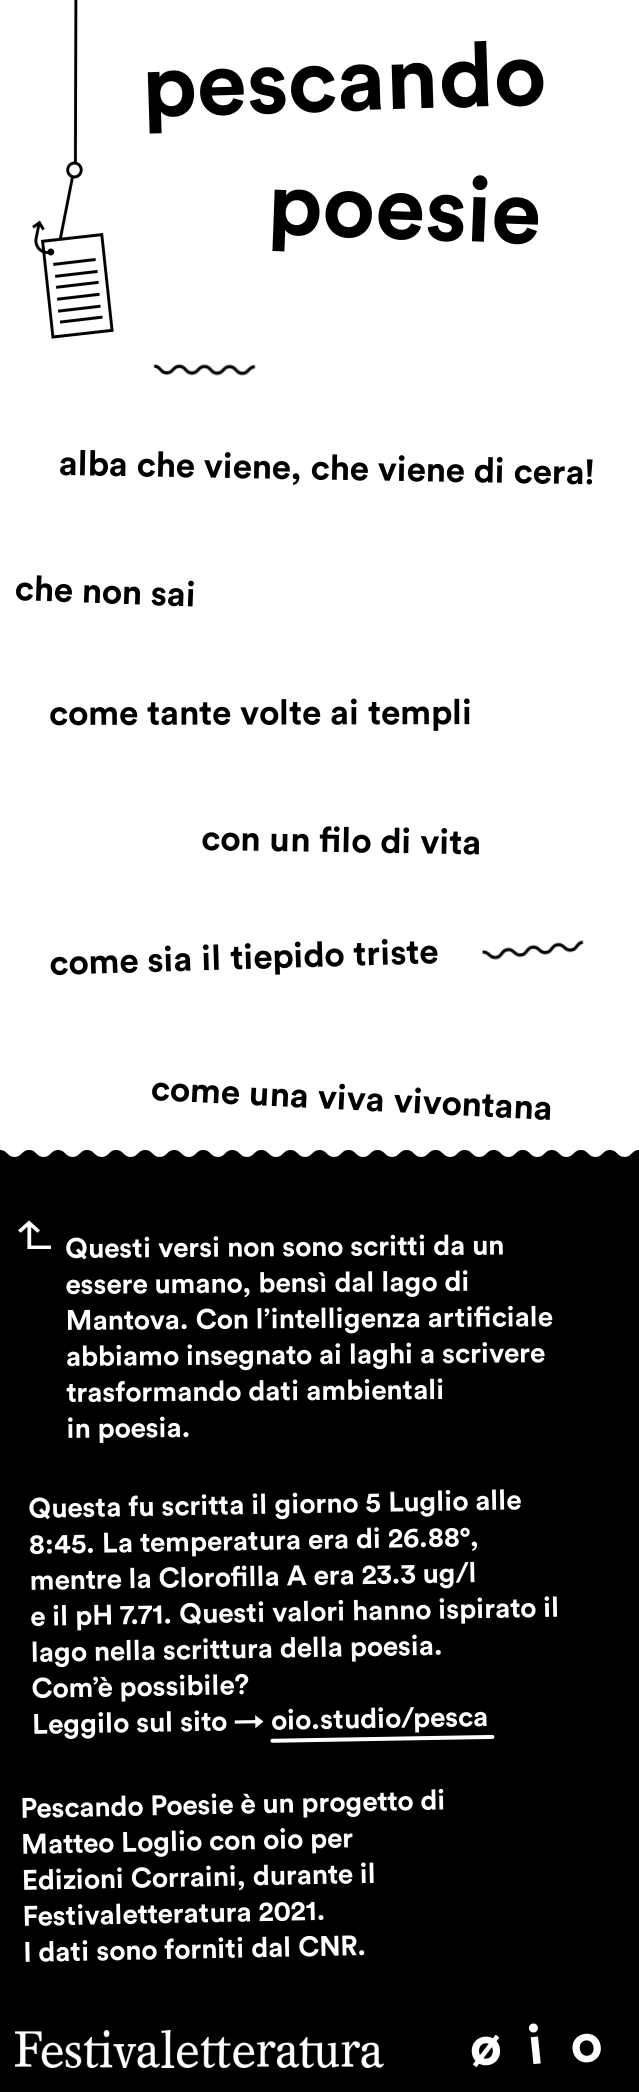 pescando
poesie
alba che viene, che viene di cera!
che non sai
come tante volte ai templi
con un filo di vita
come sia il tiepido triste
come una viva vivontana
Questi versi non sono scritti da un
essere umano, bensì dal lago di
Mantova. Con l'intelligenza artificiale
abbiamo insegnato ai laghi a scrivere
trasformando dati ambientali
in poesia.
Questa fu scritta il giorno 5 Luglio alle
8:45. La temperatura era di 26.88°,
mentre la Clorofilla A era 23.3 ug/l
e il pH 7.71. Questi valori hanno ispirato il
lago nella scrittura della poesia.
Com'è possibile?
Leggilo sul sito → oio.studio/pesca
Pescando Poesie è un progetto di
Matteo Loglio con oio per
Edizioni Corraini, durante il
Festivaletteratura 2021.
I dati sono forniti dal CNR.
Festivaletteratura ø i o